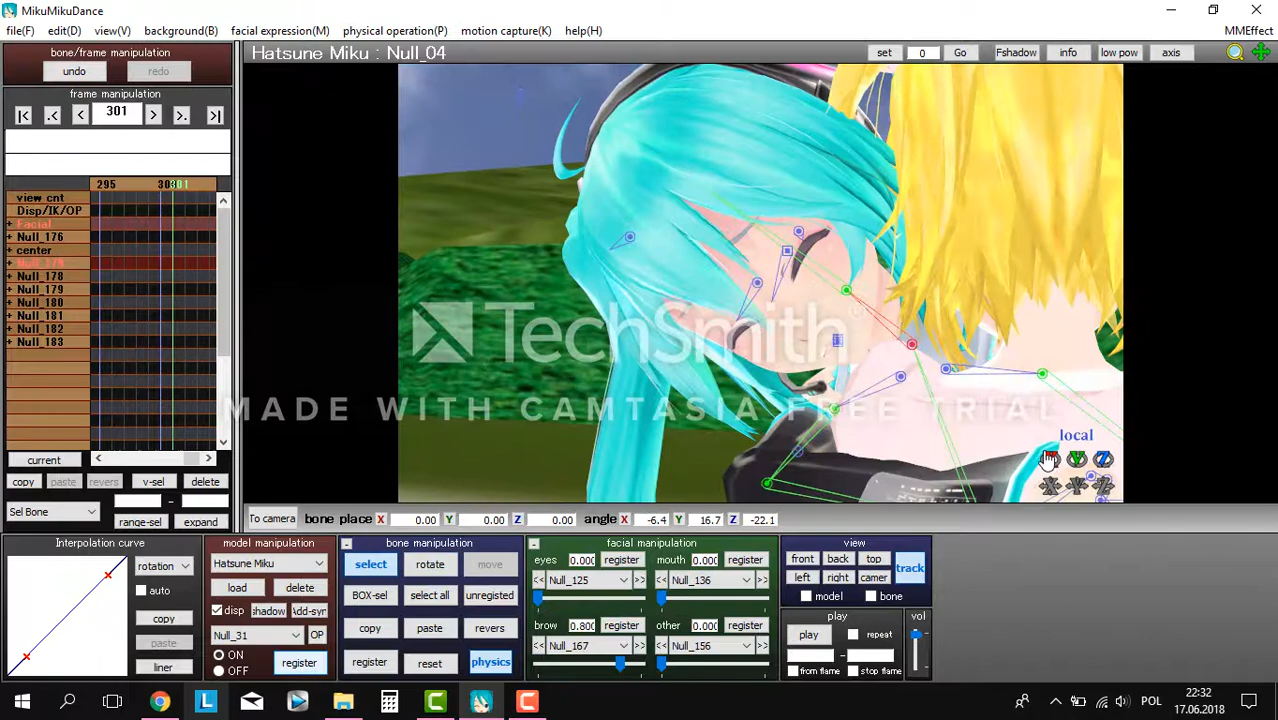 MikuMikuDance
file(F) edit(D) view(V) background(B) facial expression(M) physical operation(P) motion capture(K) help(H) MMEffect
bone/frame manipulation
undo redo
Hatsune Miku : Null_04
set 0 Go Fshadow info low pow axis
frame manipulation
|< .< < 301 > >. >|
295 301
view cnt
Disp/IK/OP
+ Facial
+ Null_176
+ center
+ Null_178
+ Null_179
+ Null_180
+ Null_181
+ Null_182
+ Null_183
TechSmith®
MADE WITH CAMTASIA FREE TRIAL
local
current
copy paste revers v-sel delete
Sel Bone - range-sel expand
To camera bone place X 0.00 Y 0.00 Z 0.00 angle X -6.4 Y 16.7 Z -22.1
Interpolation curve
rotation
auto
copy
paste
liner
model manipulation
Hatsune Miku
load delete
disp shadow Add-syn
Null_31 OP
ON
OFF
register
bone manipulation
select rotate move
BOX-sel select all unregisted
copy paste revers
register reset physics
facial manipulation
eyes 0.000 register mouth 0.000 register
<< Null_125 >> << Null_136 >>
brow 0.800 register other 0.000 register
<< Null_167 >> << Null_156 >>
view
front back top track
left right camer
model bone
play
play repeat
-
from flame stop flame
vol
POL
22:32
17.06.2018